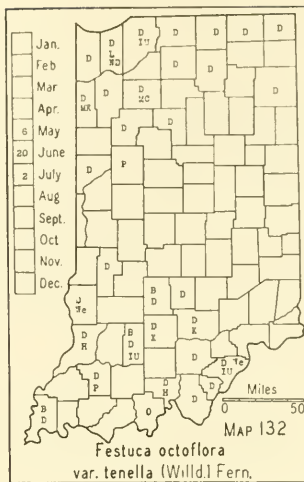 D D D D D D
L IU
ND
Jan.
Feb
Mar
Apr.
6 May
20 June
2 July
Aug
Sept.
Oct
Nov.
Dec.
D D D
D D D
MK MC
D
D P
D
B D
D
J Te
D B D D
H D K K
IU
D D Te
IU
D D D
P H
B O D
D
Miles
0 50
MAP 132
Festuca octoflora
var. tenella (Willd.) Fern.